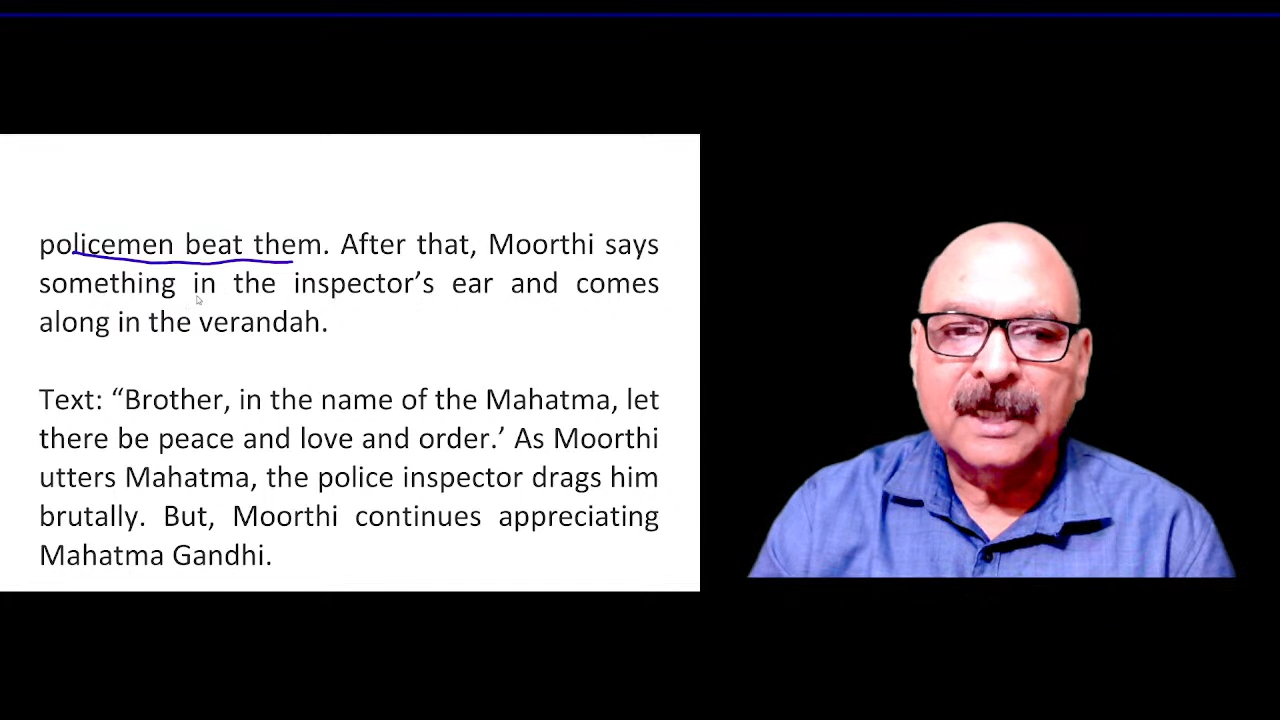 policemen beat them. After that, Moorthi says
something in the inspector’s ear and comes
along in the verandah.
Text: “Brother, in the name of the Mahatma, let
there be peace and love and order.’ As Moorthi
utters Mahatma, the police inspector drags him
brutally. But, Moorthi continues appreciating
Mahatma Gandhi.